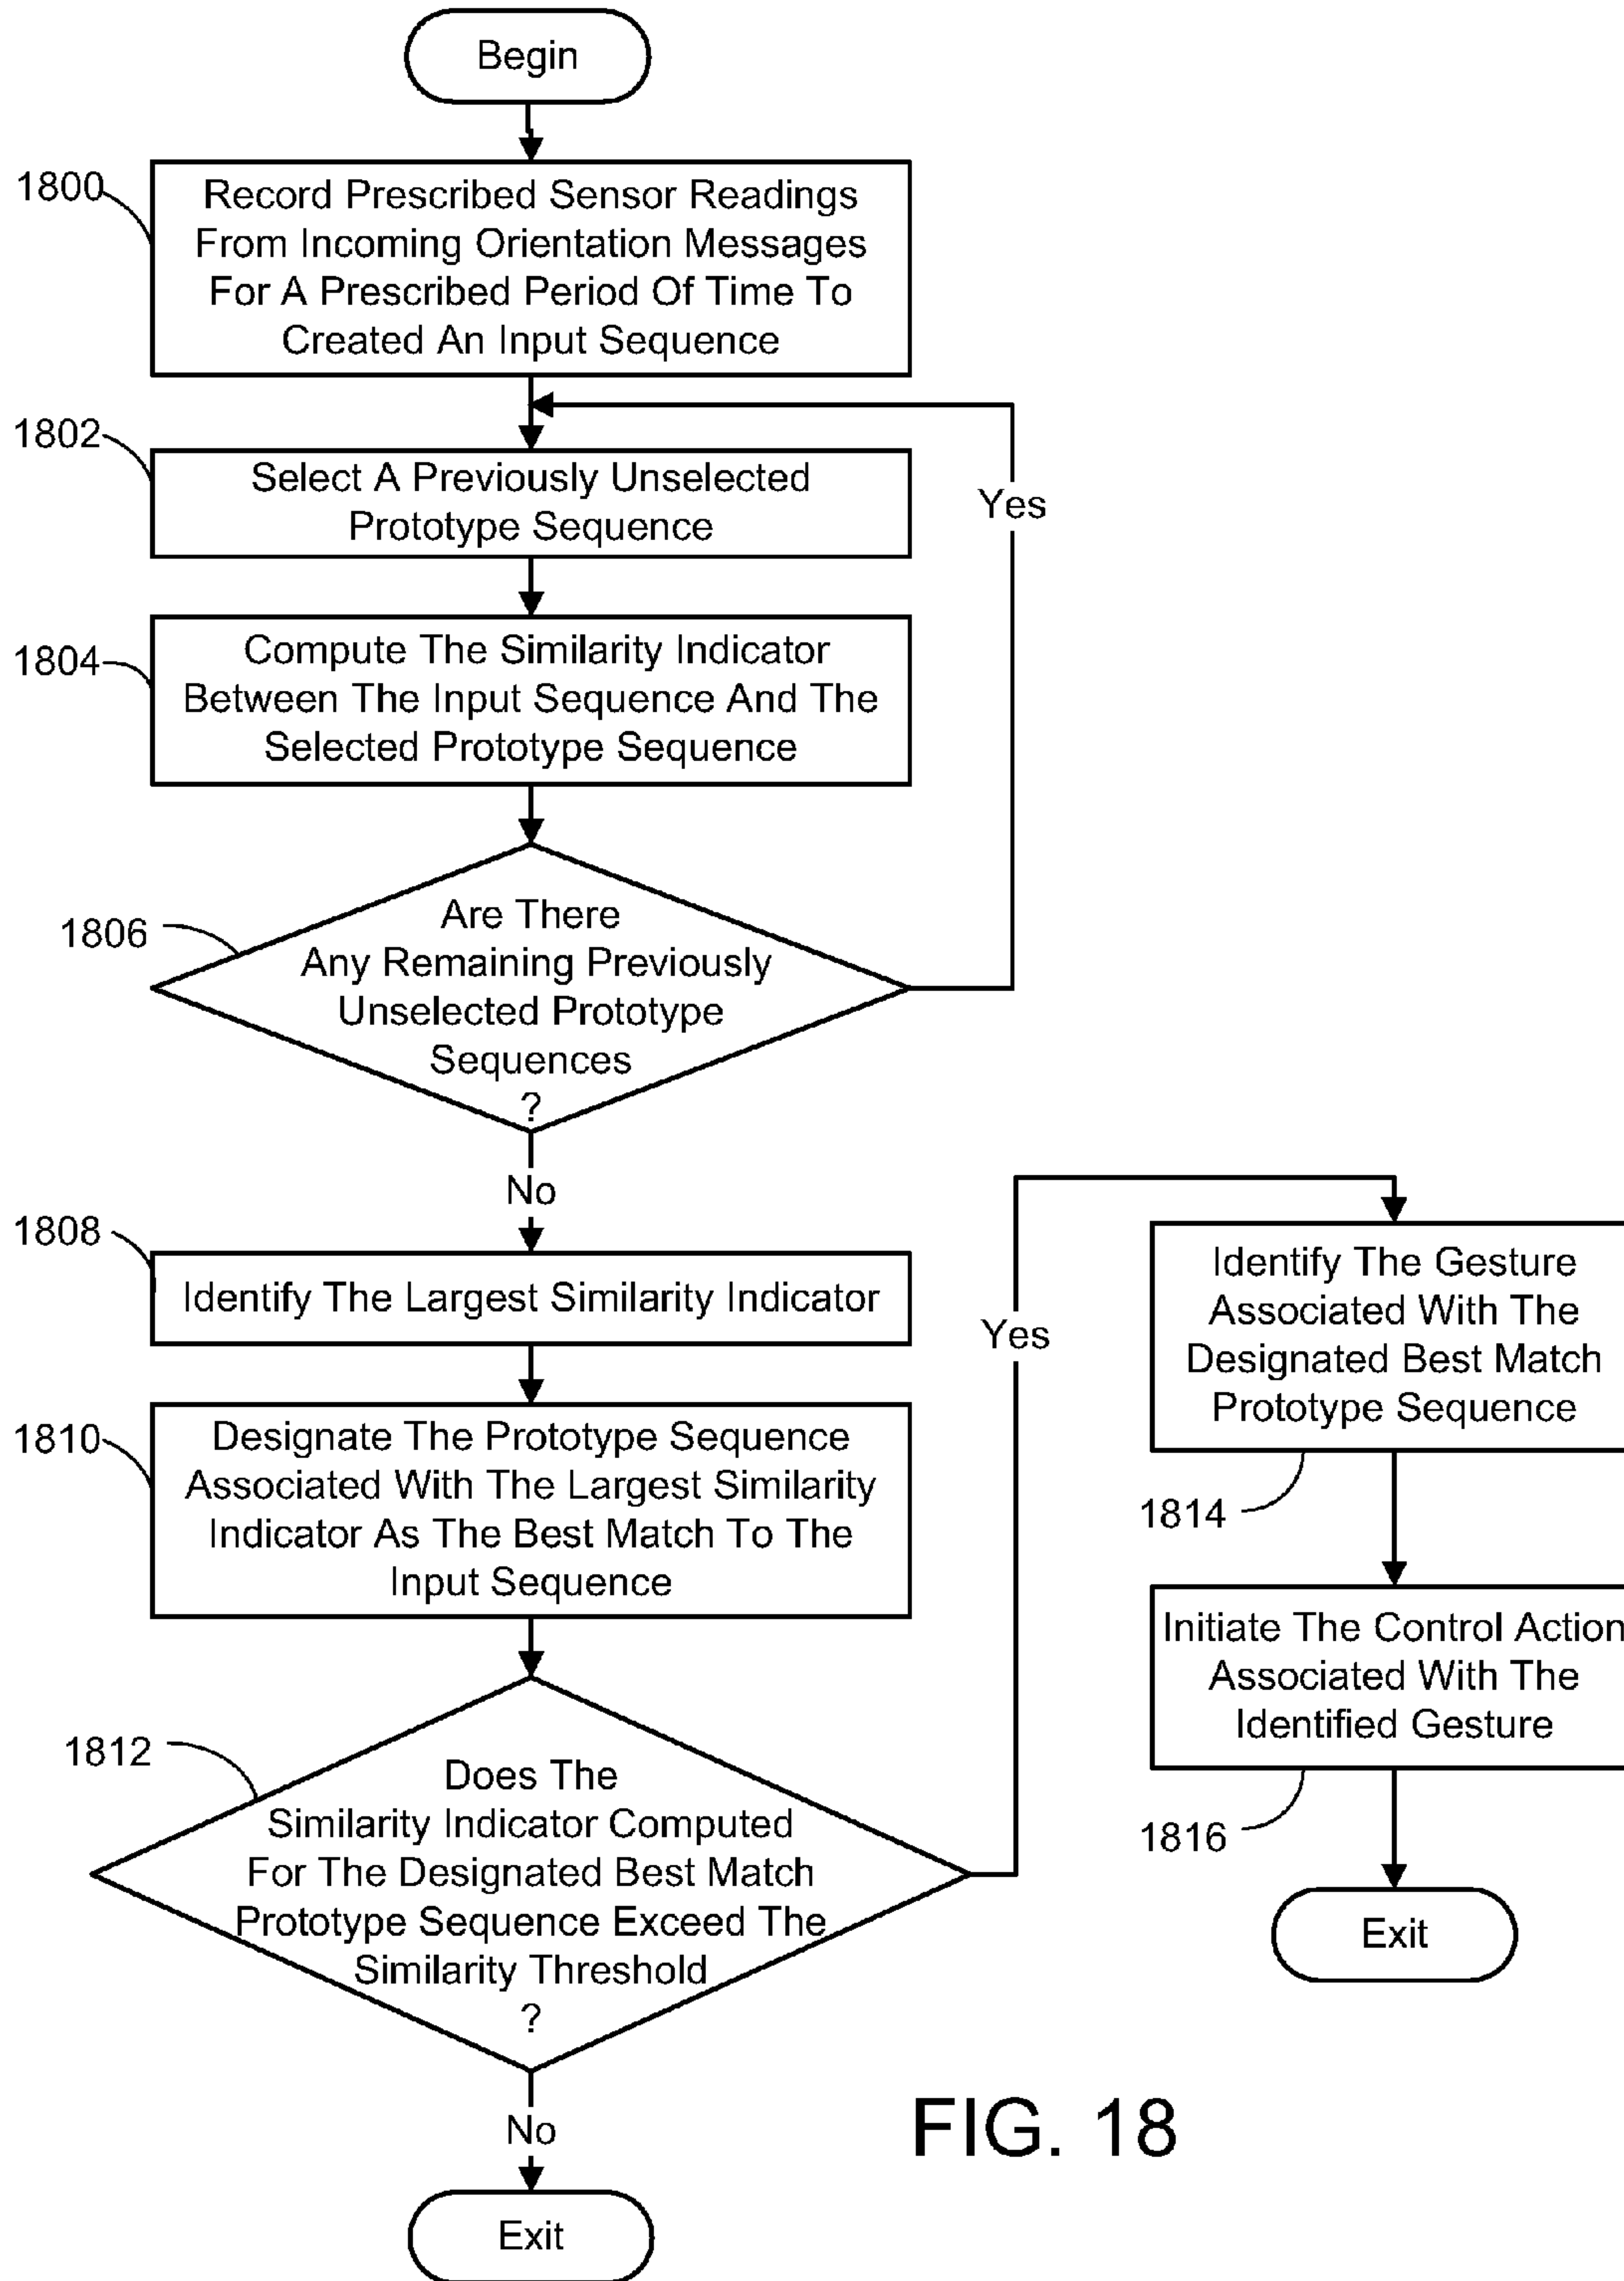 Begin
1800
Record Prescribed Sensor Readings
From Incoming Orientation Messages
For A Prescribed Period Of Time To
Created An Input Sequence
1802
Select A Previously Unselected
Prototype Sequence
Yes
1804
Compute The Similarity Indicator
Between The Input Sequence And The
Selected Prototype Sequence
1806
Are There
Any Remaining Previously
Unselected Prototype
Sequences
?
No
1808
Identify The Largest Similarity Indicator
1810
Designate The Prototype Sequence
Associated With The Largest Similarity
Indicator As The Best Match To The
Input Sequence
1812
Does The
Similarity Indicator Computed
For The Designated Best Match
Prototype Sequence Exceed The
Similarity Threshold
?
No
Exit
Yes
Identify The Gesture
Associated With The
Designated Best Match
Prototype Sequence
1814
Initiate The Control Action
Associated With The
Identified Gesture
1816
Exit
FIG. 18